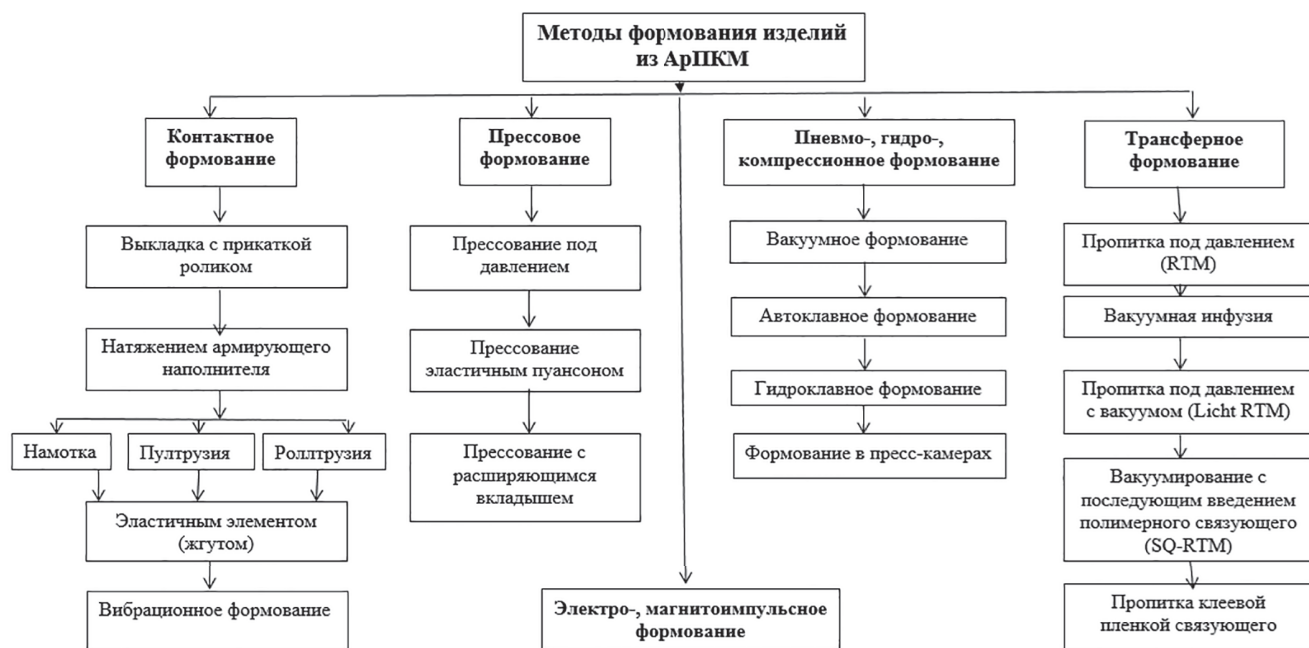 Методы формования изделий
из АрПКМ
Контактное
формование
Выкладка с прикаткой
роликом
Натяжением армирующего
наполнителя
Намотка
Пултрузия
Роллтрузия
Эластичным элементом
(жгутом)
Вибрационное формование
Прессовое
формование
Прессование под
давлением
Прессование
эластичным пуансоном
Прессование с
расширяющимся
вкладышем
Электро-, магнитоимпульсное
формование
Пневмо-, гидро-,
компрессионное формование
Вакуумное формование
Автоклавное формование
Гидроклавное формование
Формование в пресс-камерах
Трансферное
формование
Пропитка под давлением
(RTM)
Вакуумная инфузия
Пропитка под давлением
с вакуумом (Licht RTM)
Вакуумирование с
последующим введением
полимерного связующего
(SQ-RTM)
Пропитка клеевой
пленкой связующего